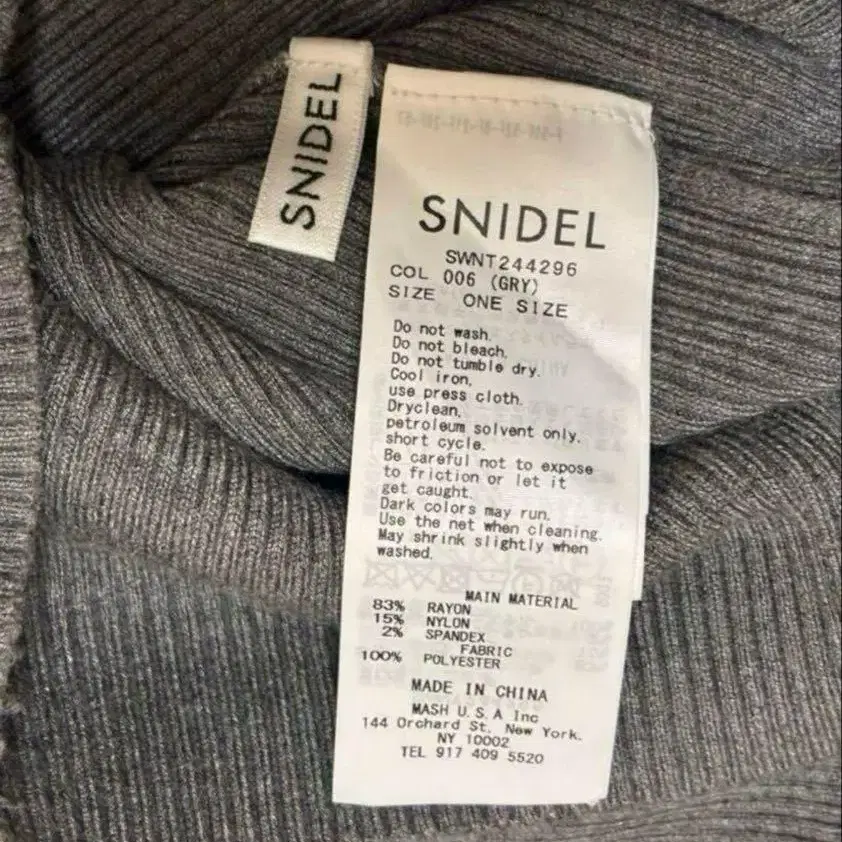 SNIDEL
SNIDEL
SWNT244296
COL 006 (GRY)
SIZE ONE SIZE
Do not wash.
Do not bleach.
Do not tumble dry.
Cool iron,
use press cloth.
Dryclean,
petroleum solvent only.
short cycle.
Be careful not to expose
to friction or let it
get caught.
Dark colors may run.
Use the net when cleaning.
May shrink slightly when
washed.
MAIN MATERIAL
83% RAYON
15% NYLON
2% SPANDEX
FABRIC
100% POLYESTER
MADE IN CHINA
MASH U.S.A Inc
144 Orchard St. New York.
NY 10002
TEL 917 409 5520